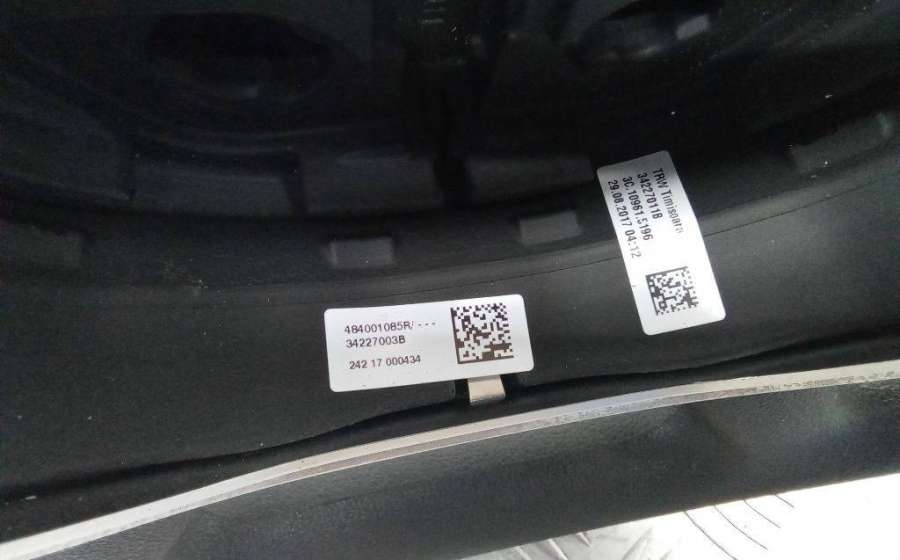 484001085R/---
34227003B
242 17 000434
TRW Timisoara
34227011B
3C.10961.5196
29.08.2017 04:12